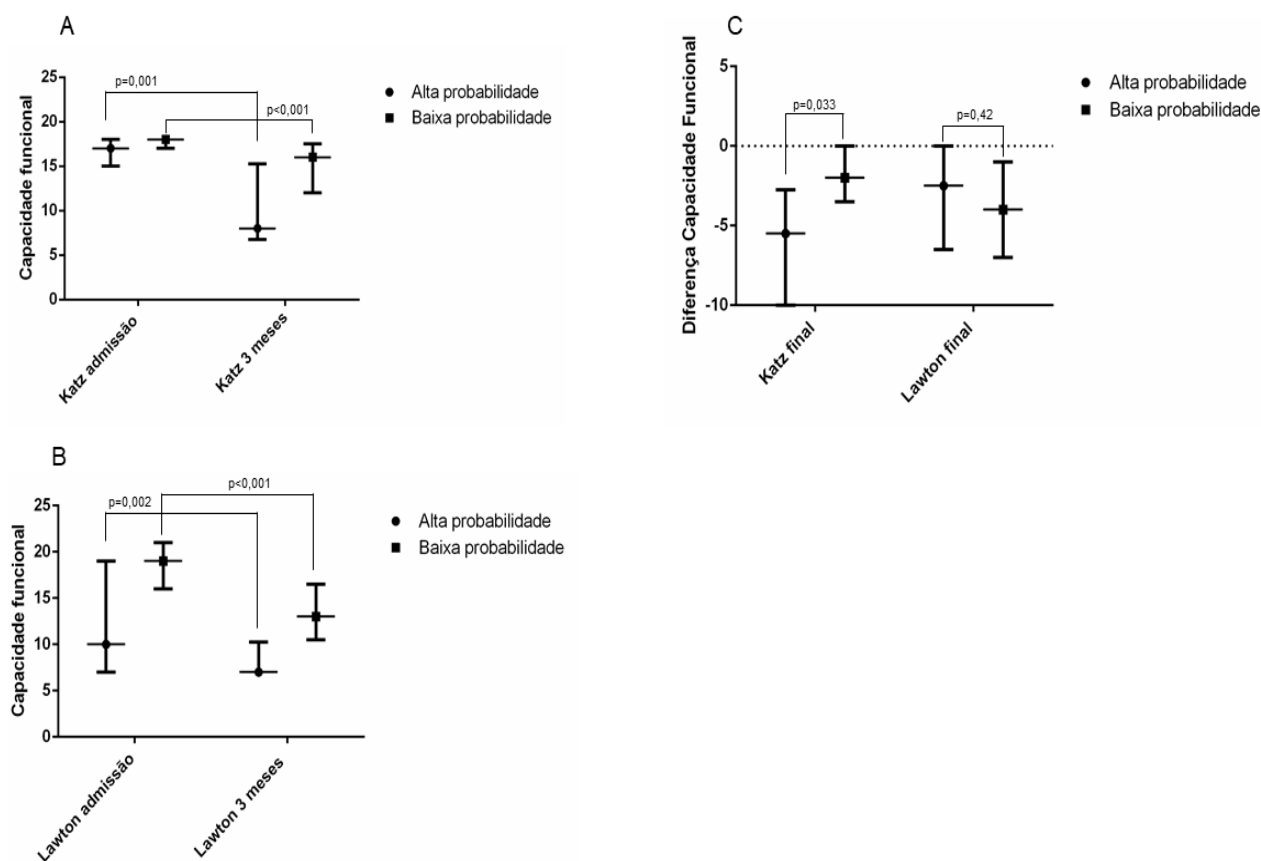 A
25
20
15
10
5
0
Capacidade funcional
p=0,001
p<0,001
Alta probabilidade
Baixa probabilidade
Katz admissão
Katz 3 meses
C
5
0
-5
-10
Diferença Capacidade Funcional
p=0,033
p=0,42
Alta probabilidade
Baixa probabilidade
Katz final
Lawton final
B
25
20
15
10
5
0
Capacidade funcional
p=0,002
p<0,001
Alta probabilidade
Baixa probabilidade
Lawton admissão
Lawton 3 meses